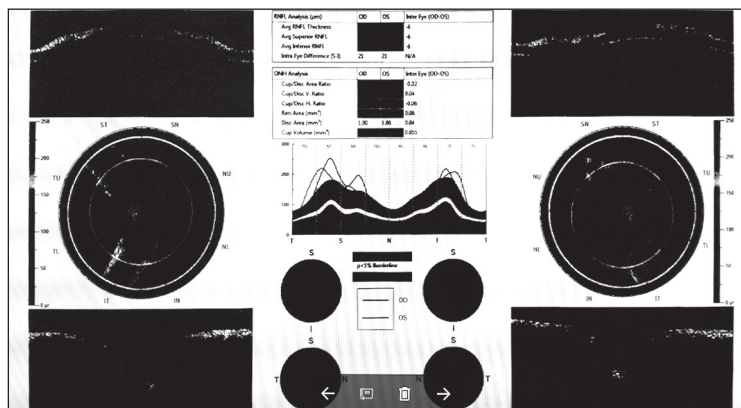 RNFL Analysis (µm) OD OS Inter Eye (OD-OS)
Avg RNFL Thickness -6
Avg Superior RNFL -6
Avg Inferior RNFL -6
Intra Eye Difference (S-I) 21 21 N/A
ONH Analysis OD OS Inter Eye (OD-OS)
Cup/Disc Area Ratio -0.02
Cup/Disc V. Ratio 0.04
Cup/Disc H. Ratio -0.06
Rim Area (mm²) 0.06
Disc Area (mm²) 1.90 1.86 0.04
Cup Volume (mm³) 0.055
250
200
150
100
50
ST SN
TU NU
TL NL
IT IN
300
200
100
0
T S N I T
250
200
150
100
50
SN ST
NU TU
NL TL
IN IT
S S
p<5% Borderline
OD
OS
I I
S S
T N N T